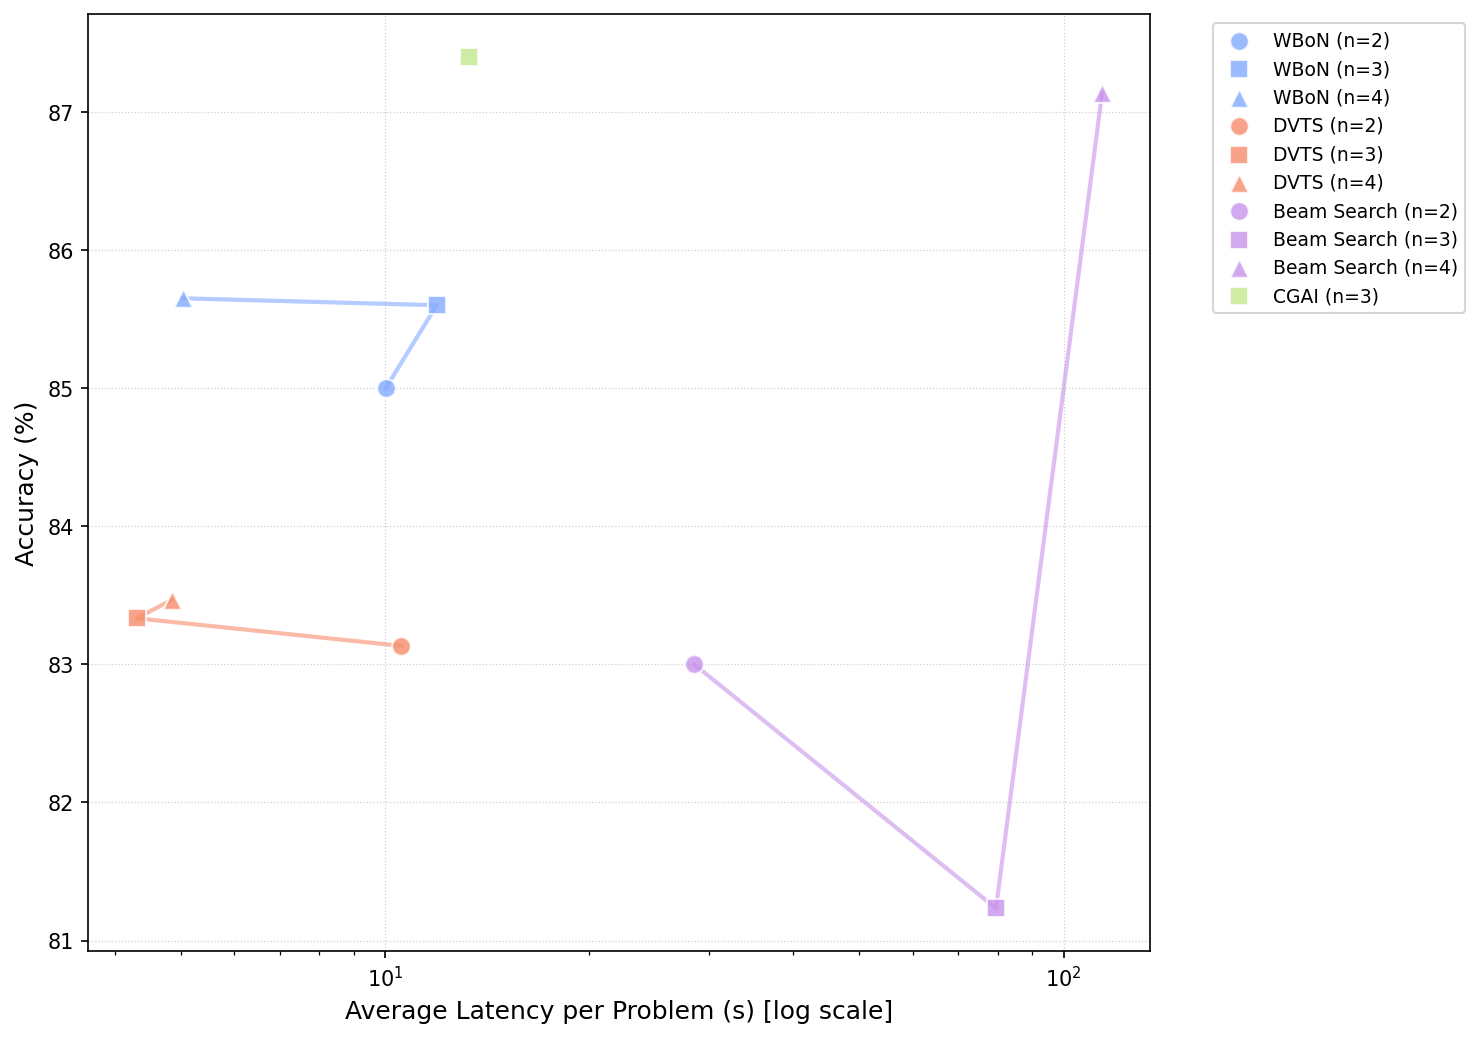 WBoN (n=2)
WBoN (n=3)
WBoN (n=4)
DVTS (n=2)
DVTS (n=3)
DVTS (n=4)
Beam Search (n=2)
Beam Search (n=3)
Beam Search (n=4)
CGAI (n=3)
87
86
85
84
83
82
81
Accuracy (%)
10¹
10²
Average Latency per Problem (s) [log scale]